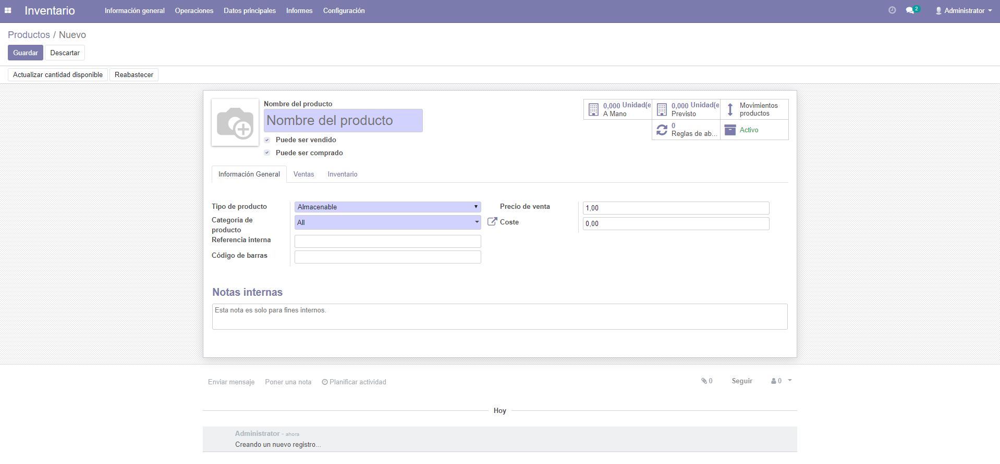 Inventario
Información general Operaciones Datos principales Informes Configuración
2
Administrator
Productos / Nuevo
Guardar Descartar
Actualizar cantidad disponible Reabastecer
Nombre del producto
Nombre del producto
Puede ser vendido
Puede ser comprado
0,000 Unidad(e
A Mano
0,000 Unidad(e
Previsto
Movimientos
productos
0
Reglas de ab...
Activo
Información General Ventas Inventario
Tipo de producto
Almacenable
Categoría de
producto
All
Referencia interna
Código de barras
Precio de venta
1,00
Coste
0,00
Notas internas
Esta nota es solo para fines internos.
Enviar mensaje Poner una nota Planificar actividad
0 Seguir 0
Hoy
Administrator - ahora
Creando un nuevo registro...